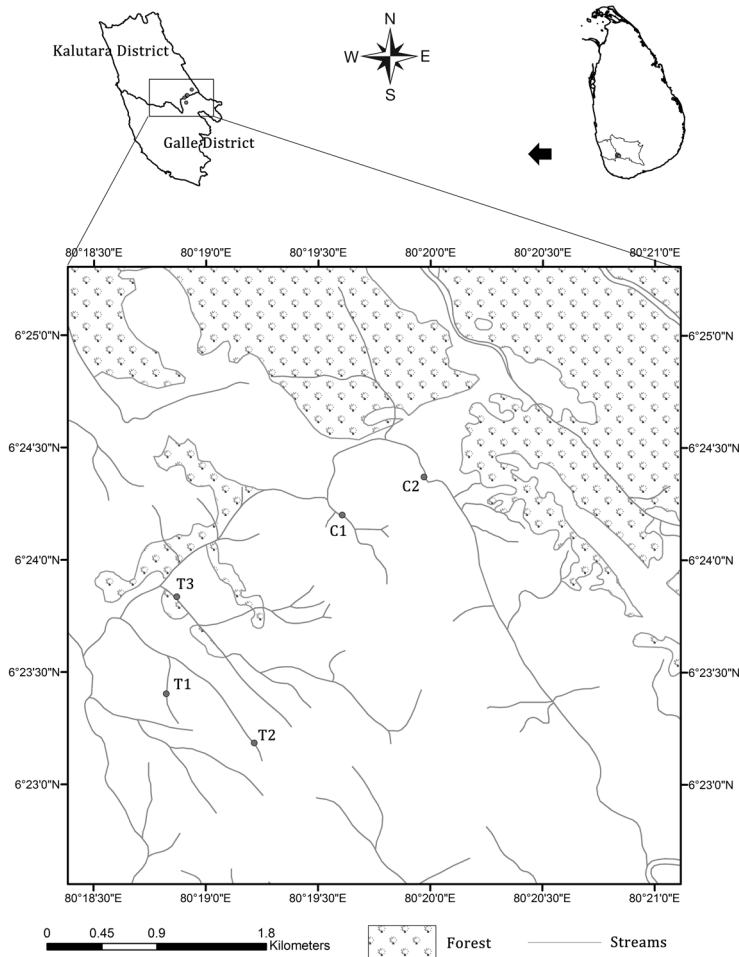 N
Kalutara District
W E
S
Galle District
80°18'30"E 80°19'0"E 80°19'30"E 80°20'0"E 80°20'30"E 80°21'0"E
6°25'0"N 6°25'0"N
6°24'30"N 6°24'30"N
C2
C1
6°24'0"N 6°24'0"N
T3
6°23'30"N 6°23'30"N
T1
T2
6°23'0"N 6°23'0"N
80°18'30"E 80°19'0"E 80°19'30"E 80°20'0"E 80°20'30"E 80°21'0"E
0 0.45 0.9 1.8
Kilometers
Forest
Streams